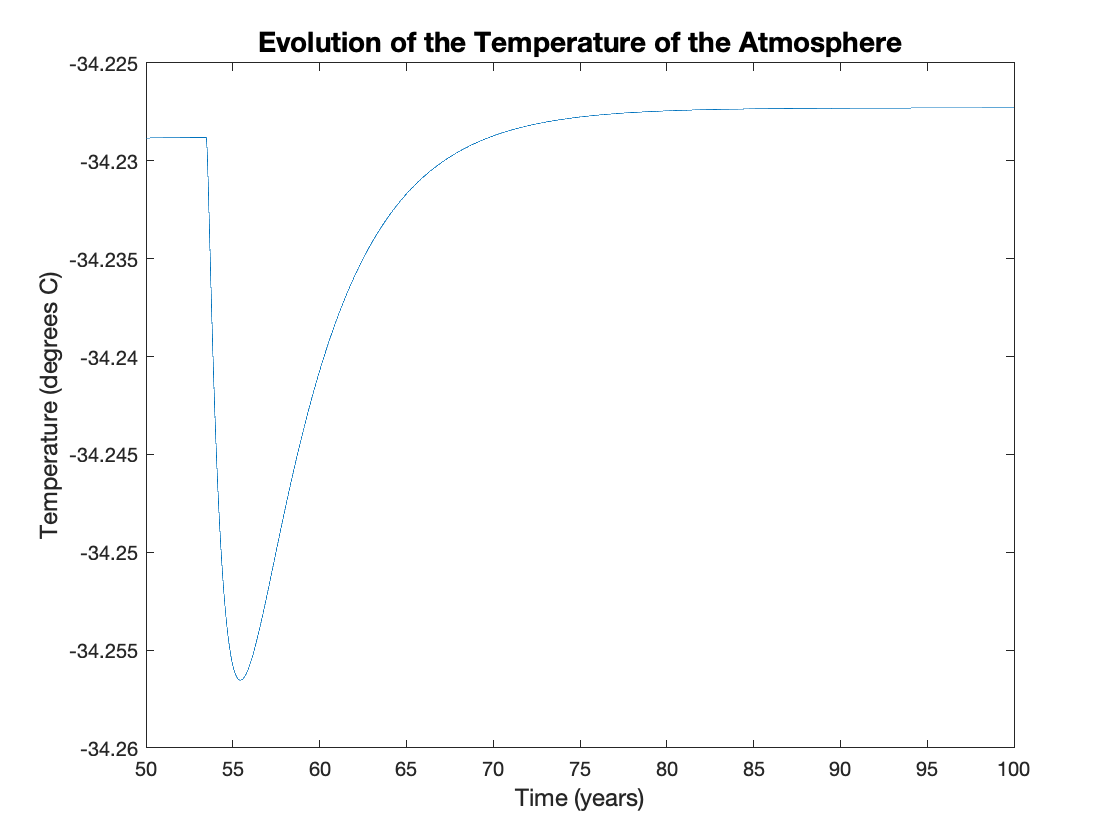 Evolution of the Temperature of the Atmosphere
-34.225
-34.23
-34.235
-34.24
-34.245
-34.25
-34.255
-34.26
Temperature (degrees C)
50 55 60 65 70 75 80 85 90 95 100
Time (years)